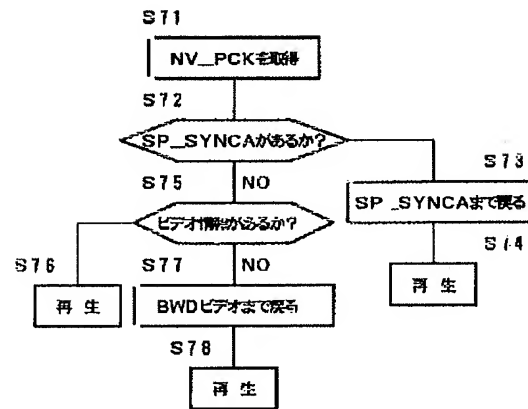 S71
NV_PCKを取得
S72
SP_SYNCAがあるか?
S73
S75
NO
SP_SYNCAまで戻る
ビデオ情報があるか?
S74
S76
S77
NO
再 生
再 生
BWDビデオまで戻る
S78
再 生